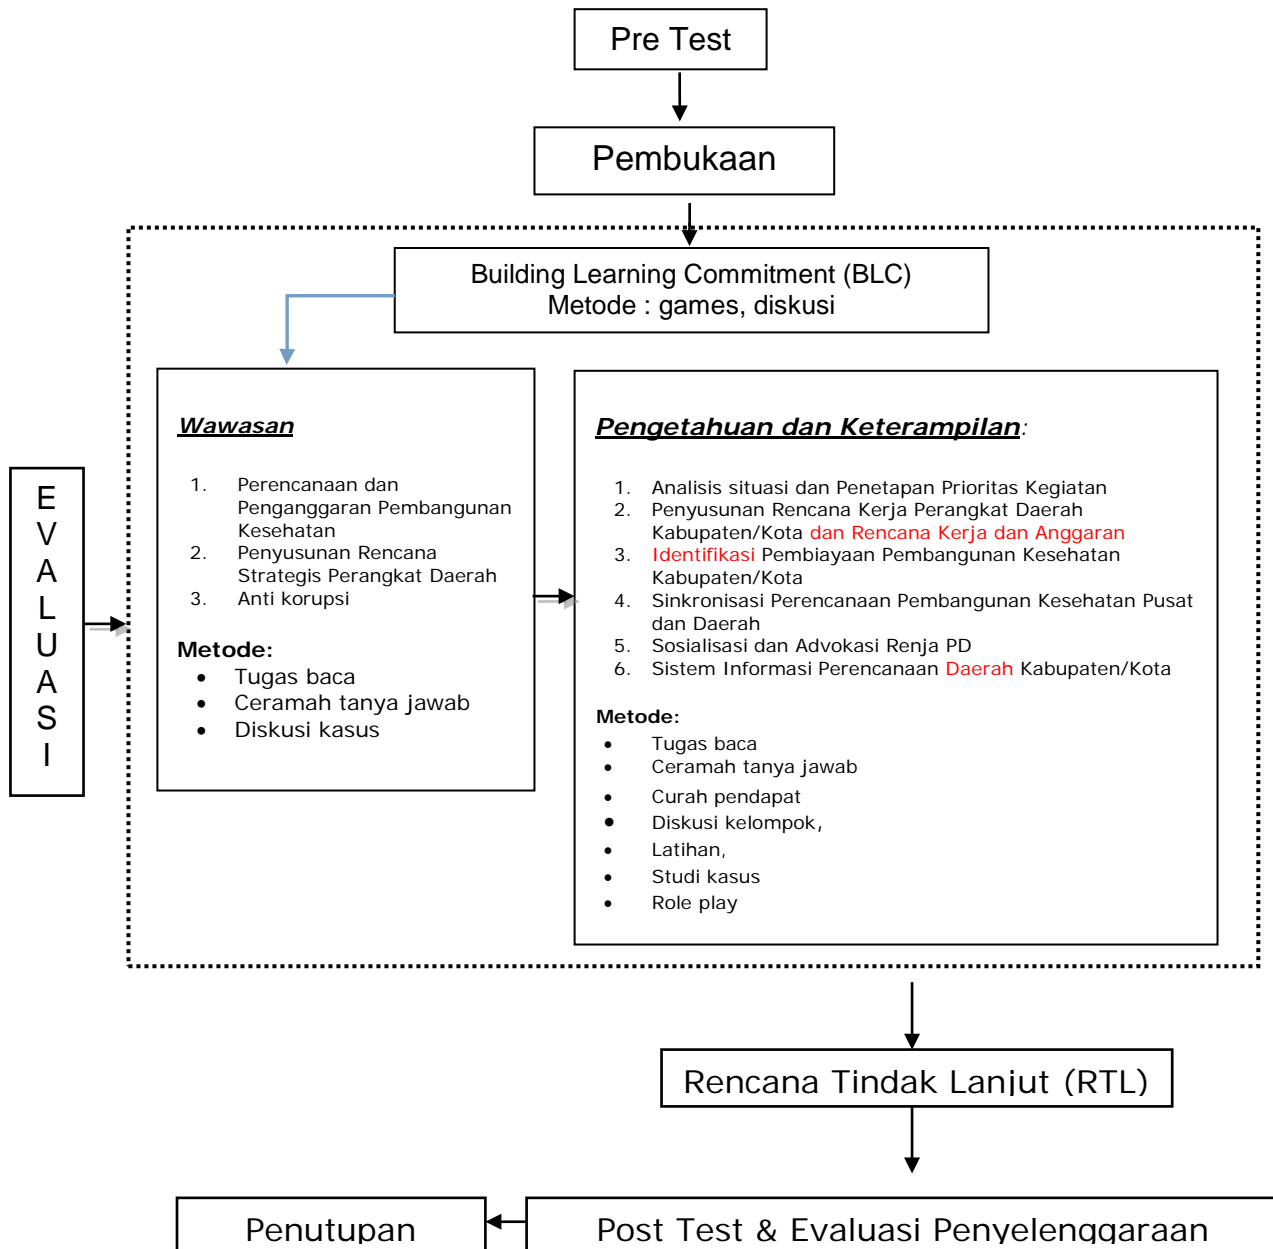 Pre Test
Pembukaan
Building Learning Commitment (BLC)
Metode : games, diskusi
E
V
A
L
U
A
S
I
Wawasan
1. Perencanaan dan
Penganggaran Pembangunan
Kesehatan
2. Penyusunan Rencana
Strategis Perangkat Daerah
3. Anti korupsi
Metode:
• Tugas baca
• Ceramah tanya jawab
• Diskusi kasus
Pengetahuan dan Keterampilan:
1. Analisis situasi dan Penetapan Prioritas Kegiatan
2. Penyusunan Rencana Kerja Perangkat Daerah
Kabupaten/Kota dan Rencana Kerja dan Anggaran
3. Identifikasi Pembiayaan Pembangunan Kesehatan
Kabupaten/Kota
4. Sinkronisasi Perencanaan Pembangunan Kesehatan Pusat
dan Daerah
5. Sosialisasi dan Advokasi Renja PD
6. Sistem Informasi Perencanaan Daerah Kabupaten/Kota
Metode:
• Tugas baca
• Ceramah tanya jawab
• Curah pendapat
• Diskusi kelompok,
• Latihan,
• Studi kasus
• Role play
Rencana Tindak Lanjut (RTL)
Penutupan
Post Test & Evaluasi Penyelenggaraan